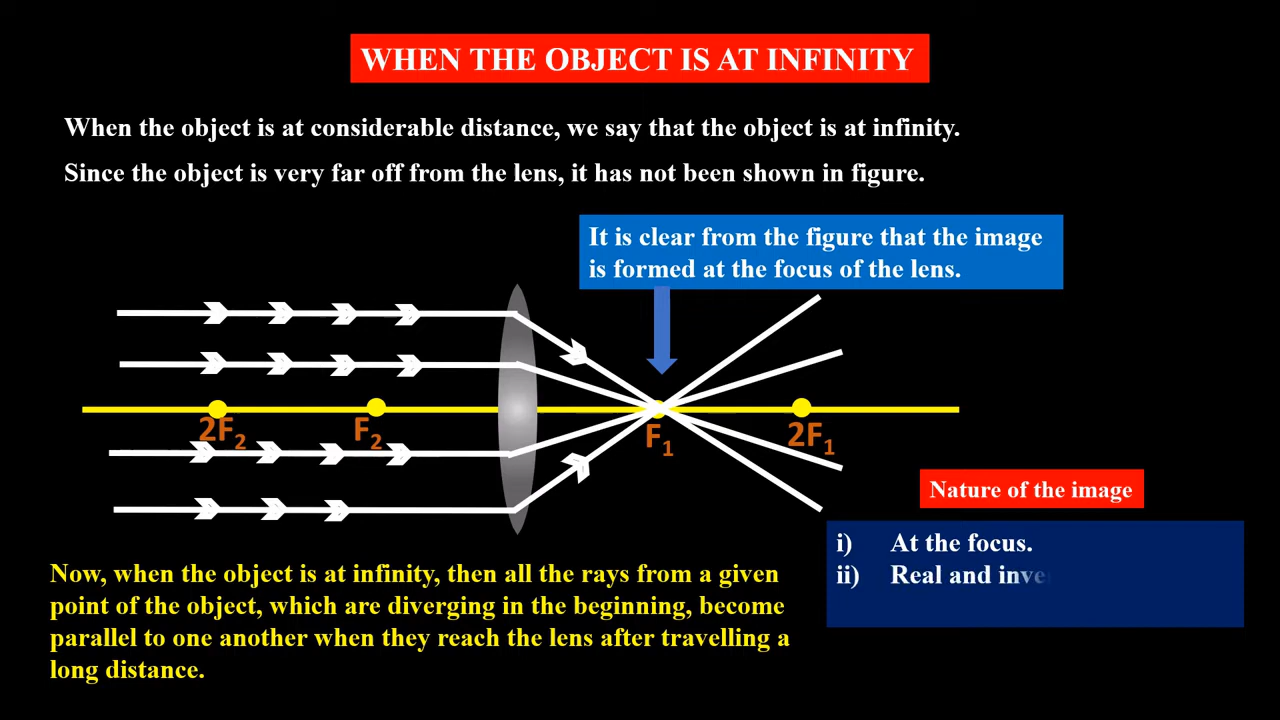 WHEN THE OBJECT IS AT INFINITY
When the object is at considerable distance, we say that the object is at infinity.
Since the object is very far off from the lens, it has not been shown in figure.
It is clear from the figure that the image
is formed at the focus of the lens.
2F₂
F₂
F₁
2F₁
Nature of the image
i) At the focus.
ii) Real and
Now, when the object is at infinity, then all the rays from a given
point of the object, which are diverging in the beginning, become
parallel to one another when they reach the lens after travelling a
long distance.